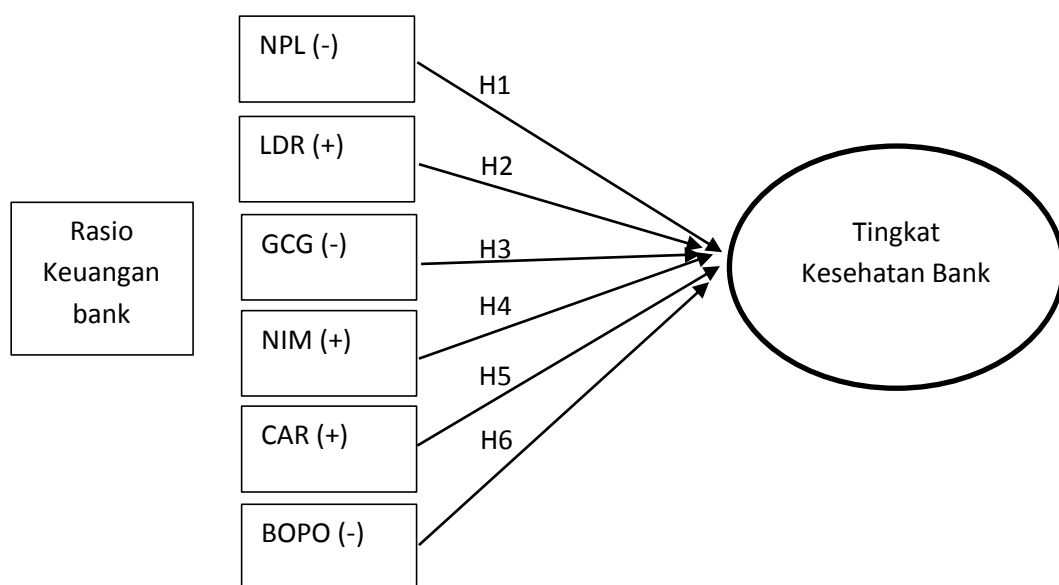 Rasio
Keuangan
bank
NPL (-)
LDR (+)
GCG (-)
NIM (+)
CAR (+)
BOPO (-)
H1
H2
H3
H4
H5
H6
Tingkat
Kesehatan Bank